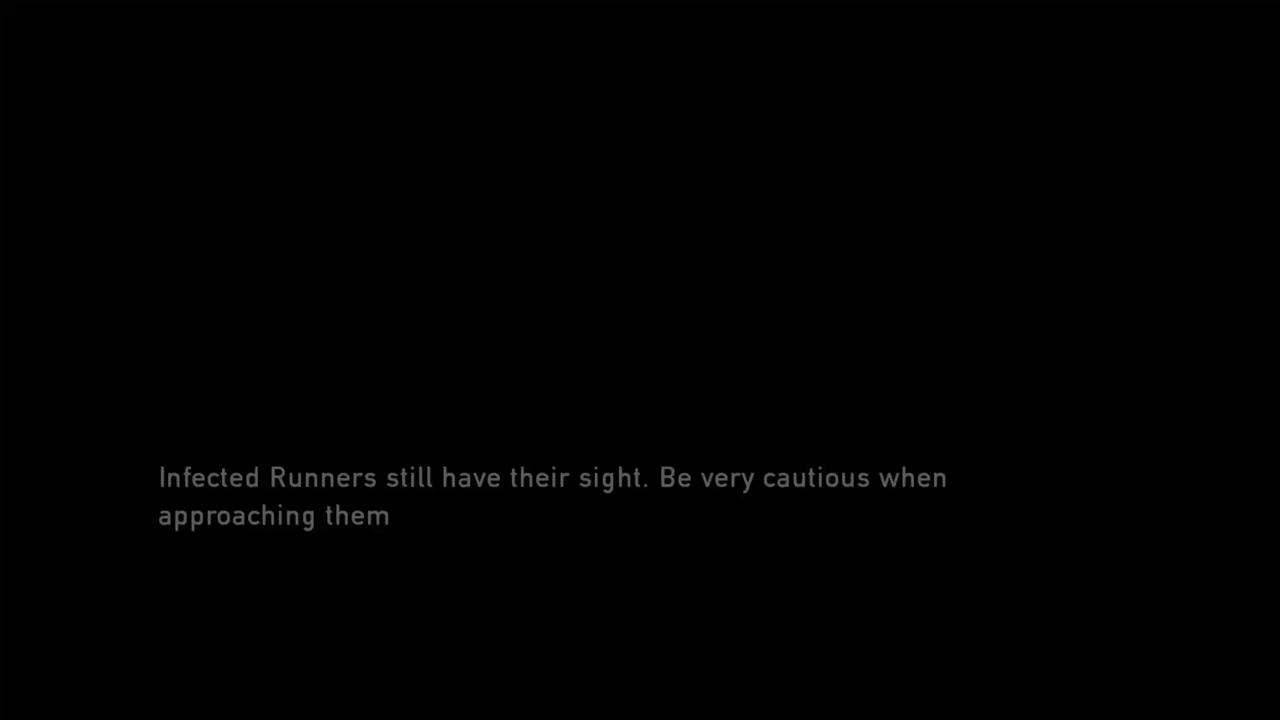 Infected Runners still have their sight. Be very cautious when
approaching them